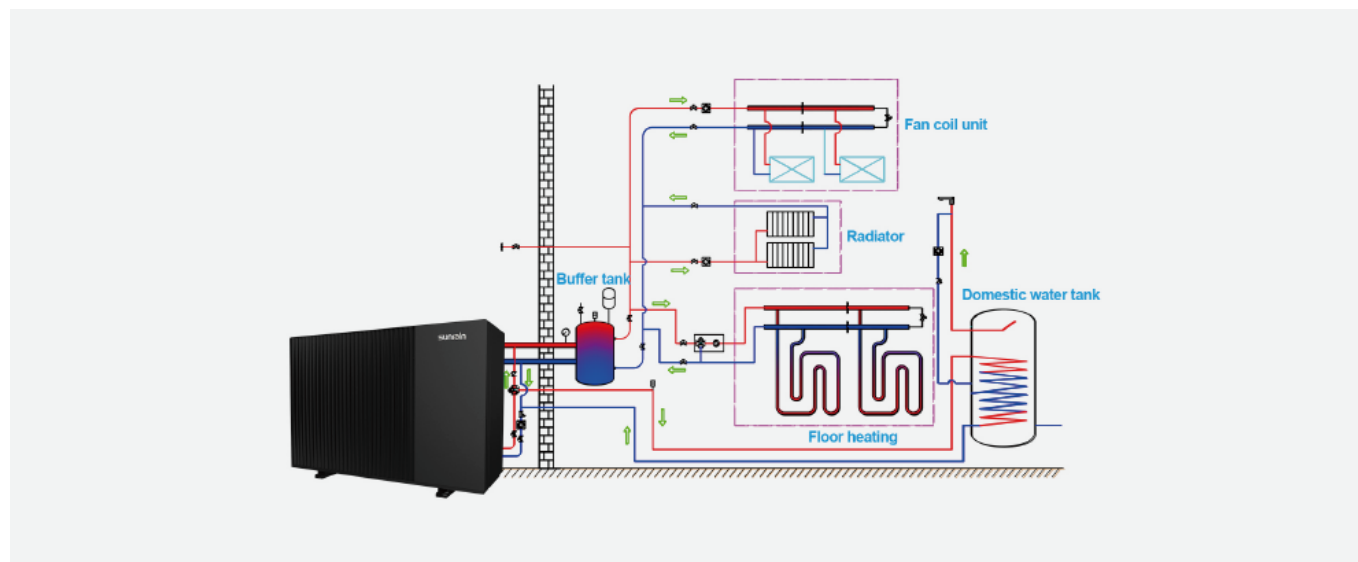 Fan coil unit
Radiator
Buffer tank
Domestic water tank
sunrain
Floor heating